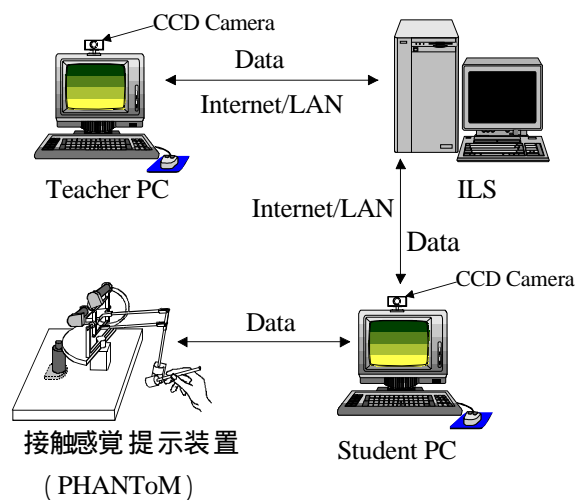 CCD Camera
Data
Internet/LAN
Teacher PC
ILS
Internet/LAN
Data
CCD Camera
Data
接触感覚提示装置
(PHANToM)
Student PC